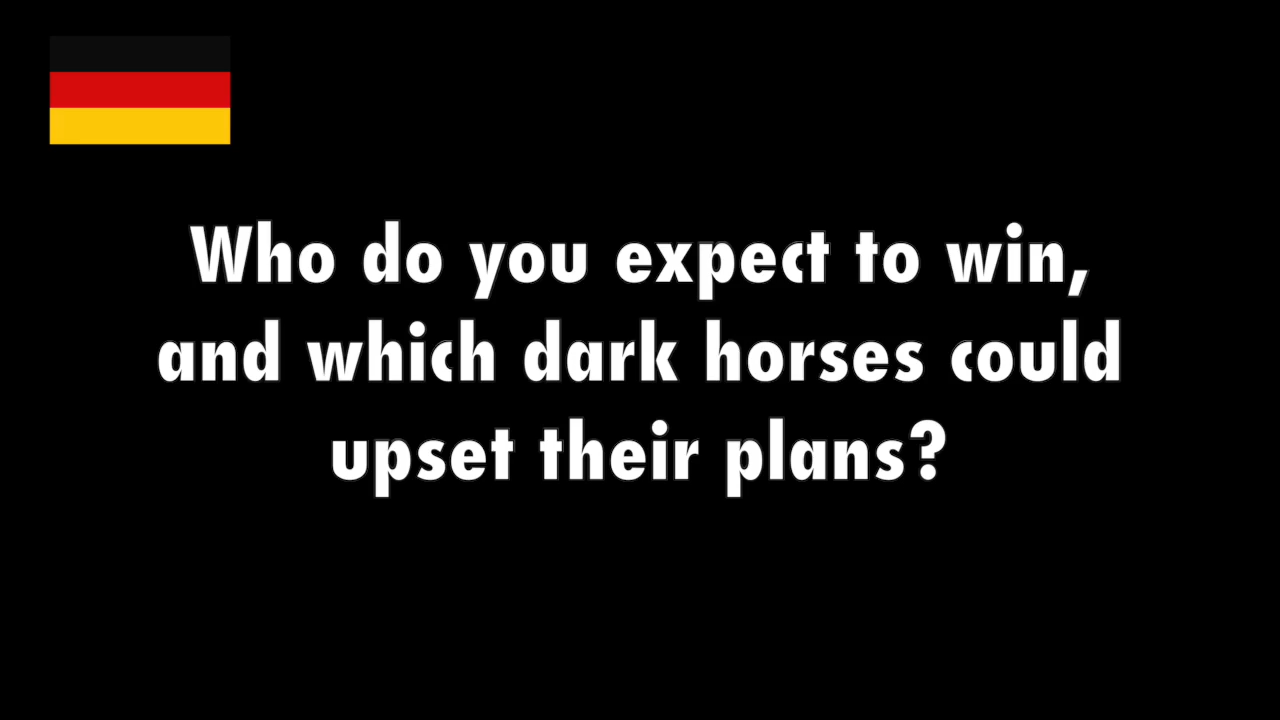 Who do you expect to win,
and which dark horses could
upset their plans?